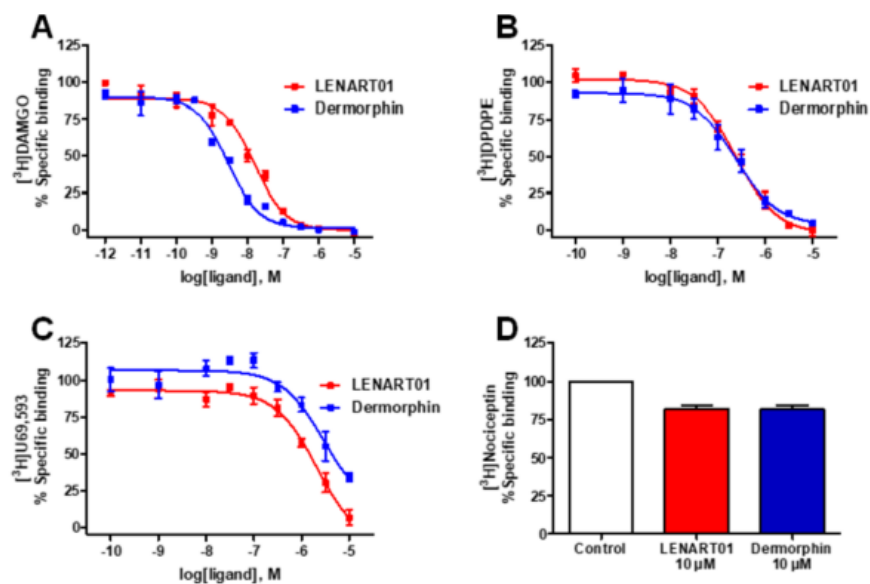 A
125
100
75
50
25
0
[³H]DAMGO
% Specific binding
LENART01
Dermorphin
-12 -11 -10 -9 -8 -7 -6 -5
log[ligand], M
B
125
100
75
50
25
0
[³H]DPDPE
% Specific binding
LENART01
Dermorphin
-10 -9 -8 -7 -6 -5
log[ligand], M
C
125
100
75
50
25
0
[³H]U69,593
% Specific binding
LENART01
Dermorphin
-10 -9 -8 -7 -6 -5
log[ligand], M
D
125
100
75
50
25
0
[³H]Nociceptin
% Specific binding
Control LENART01 Dermorphin
10 µM 10 µM